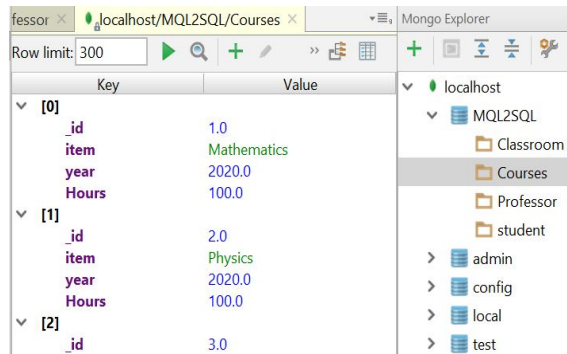 fessor
localhost/MQL2SQL/Courses
Row limit: 300
Key Value
[0]
_id 1.0
item Mathematics
year 2020.0
Hours 100.0
[1]
_id 2.0
item Physics
year 2020.0
Hours 100.0
[2]
_id 3.0
Mongo Explorer
localhost
MQL2SQL
Classroom
Courses
Professor
student
admin
config
local
test